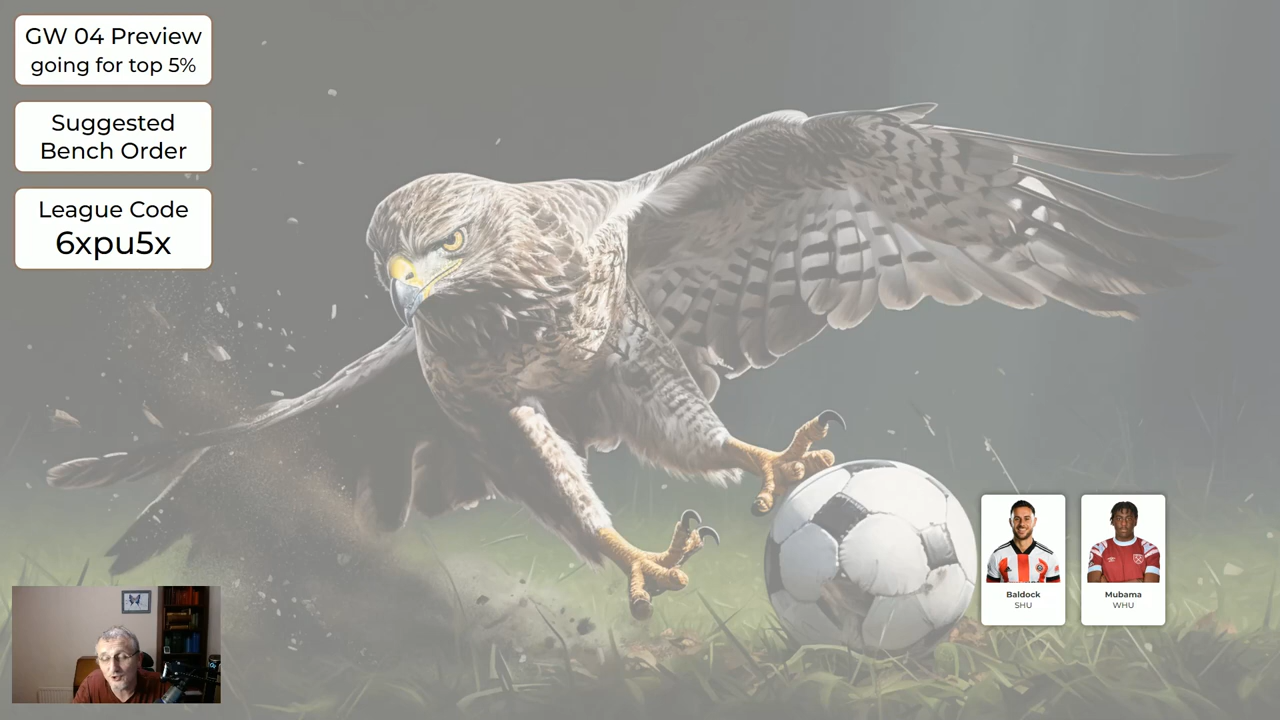 GW 04 Preview
going for top 5%
Suggested
Bench Order
League Code
6xpu5x
Baldock
SHU
Mubama
WHU